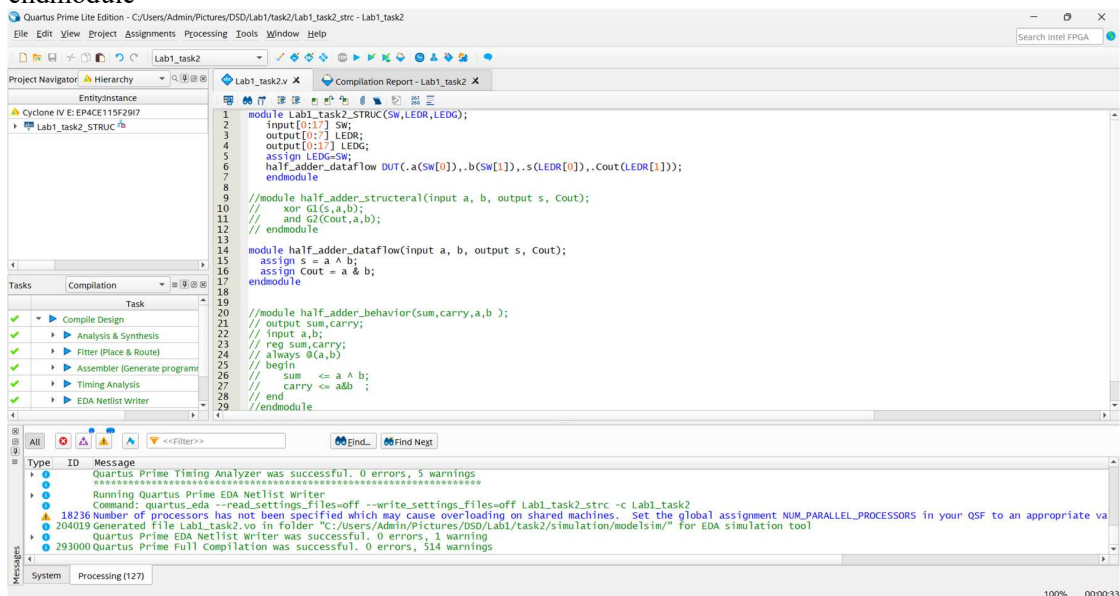 endmodule
Quartus Prime Lite Edition - C:/Users/Admin/Pictures/DSD/Lab1/task2/Lab1_task2_strc - Lab1_task2
File Edit View Project Assignments Processing Tools Window Help
Search Intel FPGA
Lab1_task2
Project Navigator Hierarchy
Lab1_task2.v
Compilation Report - Lab1_task2
Entity:Instance
Cyclone IV E: EP4CE115F29I7
Lab1_task2_STRUC
1 module Lab1_task2_STRUC(SW,LEDR,LEDG);
2 input[0:17] SW;
3 output[0:7] LEDR;
4 output[0:17] LEDG;
5 assign LEDG=SW;
6 half_adder_dataflow DUT(.a(SW[0]),.b(SW[1]),.s(LEDR[0]),.Cout(LEDR[1]));
7 endmodule
8
9 //module half_adder_structeral(input a, b, output s, Cout);
10 // xor G1(s,a,b);
11 // and G2(Cout,a,b);
12 // endmodule
13
14 module half_adder_dataflow(input a, b, output s, Cout);
15 assign s = a ^ b;
16 assign Cout = a & b;
17 endmodule
18
19
20 //module half_adder_behavior(sum,carry,a,b );
21 // output sum,carry;
22 // input a,b;
23 // reg sum,carry;
24 // always @(a,b)
25 // begin
26 // sum <= a ^ b;
27 // carry <= a&b ;
28 // end
29 //endmodule
Tasks Compilation
Task
Compile Design
Analysis & Synthesis
Fitter (Place & Route)
Assembler (Generate programm
Timing Analysis
EDA Netlist Writer
All
<<Filter>>
Find...
Find Next
Type ID Message
Quartus Prime Timing Analyzer was successful. 0 errors, 5 warnings
*******************************************************************
Running Quartus Prime EDA Netlist Writer
Command: quartus_eda --read_settings_files=off --write_settings_files=off Lab1_task2_strc -c Lab1_task2
18236 Number of processors has not been specified which may cause overloading on shared machines. Set the global assignment NUM_PARALLEL_PROCESSORS in your QSF to an appropriate va
204019 Generated file Lab1_task2.vo in folder "C:/Users/Admin/Pictures/DSD/Lab1/task2/simulation/modelsim/" for EDA simulation tool
Quartus Prime EDA Netlist Writer was successful. 0 errors, 1 warning
293000 Quartus Prime Full Compilation was successful. 0 errors, 514 warnings
Messages
System Processing (127)
100% 00:00:33